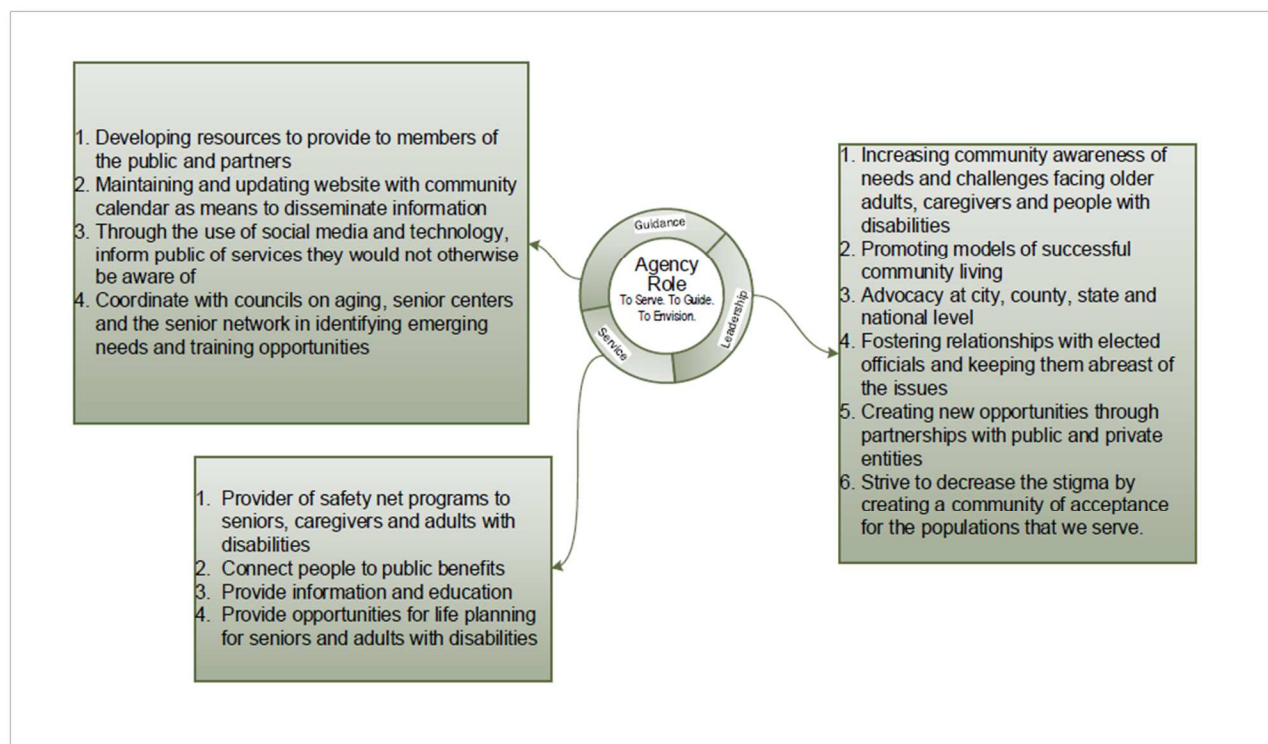 1. Developing resources to provide to members of
the public and partners
2. Maintaining and updating website with community
calendar as means to disseminate information
3. Through the use of social media and technology,
inform public of services they would not otherwise
be aware of
4. Coordinate with councils on aging, senior centers
and the senior network in identifying emerging
needs and training opportunities
Guidance
Agency
Role
To Serve. To Guide.
To Envision.
Leadership
Service
1. Increasing community awareness of
needs and challenges facing older
adults, caregivers and people with
disabilities
2. Promoting models of successful
community living
3. Advocacy at city, county, state and
national level
4. Fostering relationships with elected
officials and keeping them abreast of
the issues
5. Creating new opportunities through
partnerships with public and private
entities
6. Strive to decrease the stigma by
creating a community of acceptance
for the populations that we serve.
1. Provider of safety net programs to
seniors, caregivers and adults with
disabilities
2. Connect people to public benefits
3. Provide information and education
4. Provide opportunities for life planning
for seniors and adults with disabilities